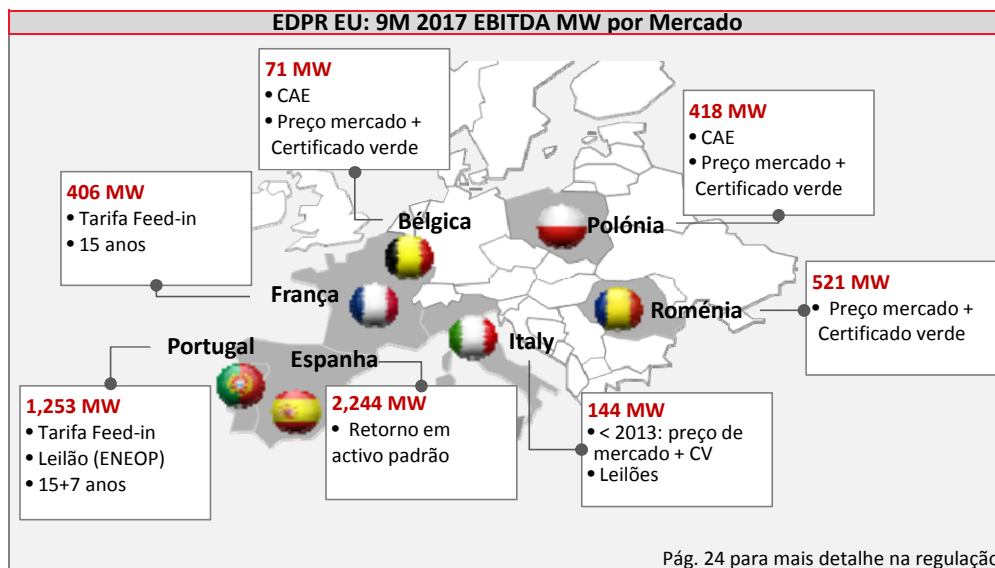 EDPR EU: 9M 2017 EBITDA MW por Mercado
71 MW
• CAE
• Preço mercado +
Certificado verde
418 MW
• CAE
• Preço mercado +
Certificado verde
406 MW
• Tarifa Feed-in
• 15 anos
Bélgica
Polónia
França
521 MW
• Preço mercado +
Certificado verde
Roménia
Italy
Portugal
Espanha
1,253 MW
• Tarifa Feed-in
• Leilão (ENEOP)
• 15+7 anos
2,244 MW
• Retorno em
activo padrão
144 MW
• < 2013: preço de
mercado + CV
• Leilões
Pág. 24 para mais detalhe na regulação